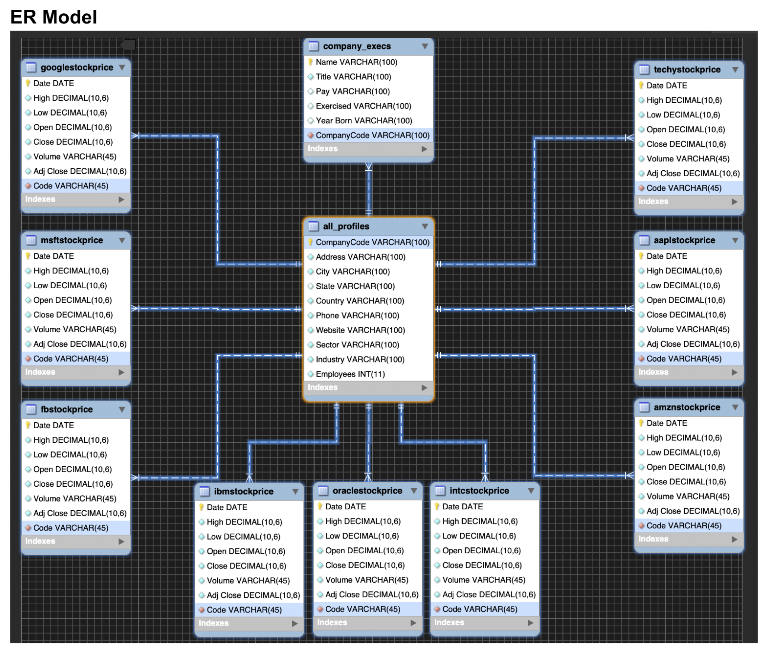 ER Model
company_execs
Name VARCHAR(100)
Title VARCHAR(100)
Pay VARCHAR(100)
Exercised VARCHAR(100)
Year Born VARCHAR(100)
CompanyCode VARCHAR(100)
Indexes
googlestockprice
Date DATE
High DECIMAL(10,6)
Low DECIMAL(10,6)
Open DECIMAL(10,6)
Close DECIMAL(10,6)
Volume VARCHAR(45)
Adj Close DECIMAL(10,6)
Code VARCHAR(45)
Indexes
techystockprice
Date DATE
High DECIMAL(10,6)
Low DECIMAL(10,6)
Open DECIMAL(10,6)
Close DECIMAL(10,6)
Volume VARCHAR(45)
Adj Close DECIMAL(10,6)
Code VARCHAR(45)
Indexes
all_profiles
CompanyCode VARCHAR(100)
Address VARCHAR(100)
City VARCHAR(100)
State VARCHAR(100)
Country VARCHAR(100)
Phone VARCHAR(100)
Website VARCHAR(100)
Sector VARCHAR(100)
Industry VARCHAR(100)
Employees INT(11)
Indexes
msftstockprice
Date DATE
High DECIMAL(10,6)
Low DECIMAL(10,6)
Open DECIMAL(10,6)
Close DECIMAL(10,6)
Volume VARCHAR(45)
Adj Close DECIMAL(10,6)
Code VARCHAR(45)
Indexes
aaplstockprice
Date DATE
High DECIMAL(10,6)
Low DECIMAL(10,6)
Open DECIMAL(10,6)
Close DECIMAL(10,6)
Volume VARCHAR(45)
Adj Close DECIMAL(10,6)
Code VARCHAR(45)
Indexes
fbstockprice
Date DATE
High DECIMAL(10,6)
Low DECIMAL(10,6)
Open DECIMAL(10,6)
Close DECIMAL(10,6)
Volume VARCHAR(45)
Adj Close DECIMAL(10,6)
Code VARCHAR(45)
Indexes
amznstockprice
Date DATE
High DECIMAL(10,6)
Low DECIMAL(10,6)
Open DECIMAL(10,6)
Close DECIMAL(10,6)
Volume VARCHAR(45)
Adj Close DECIMAL(10,6)
Code VARCHAR(45)
Indexes
ibmstockprice
Date DATE
High DECIMAL(10,6)
Low DECIMAL(10,6)
Open DECIMAL(10,6)
Close DECIMAL(10,6)
Volume VARCHAR(45)
Adj Close DECIMAL(10,6)
Code VARCHAR(45)
Indexes
oraclestockprice
Date DATE
High DECIMAL(10,6)
Low DECIMAL(10,6)
Open DECIMAL(10,6)
Close DECIMAL(10,6)
Volume VARCHAR(45)
Adj Close DECIMAL(10,6)
Code VARCHAR(45)
Indexes
intcstockprice
Date DATE
High DECIMAL(10,6)
Low DECIMAL(10,6)
Open DECIMAL(10,6)
Close DECIMAL(10,6)
Volume VARCHAR(45)
Adj Close DECIMAL(10,6)
Code VARCHAR(45)
Indexes